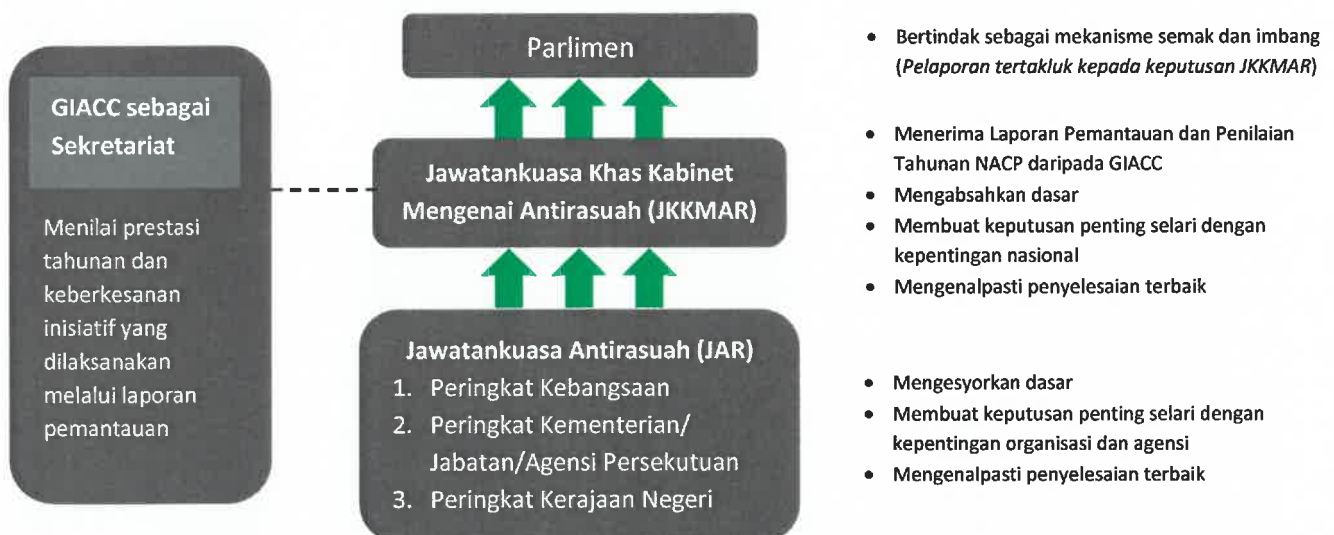 GIACC sebagai
Sekretariat
Menilai prestasi
tahunan dan
keberkesanan
inisiatif yang
dilaksanakan
melalui laporan
pemantauan
Parlimen
Jawatankuasa Khas Kabinet
Mengenai Antirasuah (JKKMAR)
Jawatankuasa Antirasuah (JAR)
1. Peringkat Kebangsaan
2. Peringkat Kementerian/
Jabatan/Agensi Persekutuan
3. Peringkat Kerajaan Negeri
• Bertindak sebagai mekanisme semak dan imbang
(Pelaporan tertakluk kepada keputusan JKKMAR)
• Menerima Laporan Pemantauan dan Penilaian
Tahunan NACP daripada GIACC
• Mengabsahkan dasar
• Membuat keputusan penting selari dengan
kepentingan nasional
• Mengenalpasti penyelesaian terbaik
• Mengesyorkan dasar
• Membuat keputusan penting selari dengan
kepentingan organisasi dan agensi
• Mengenalpasti penyelesaian terbaik